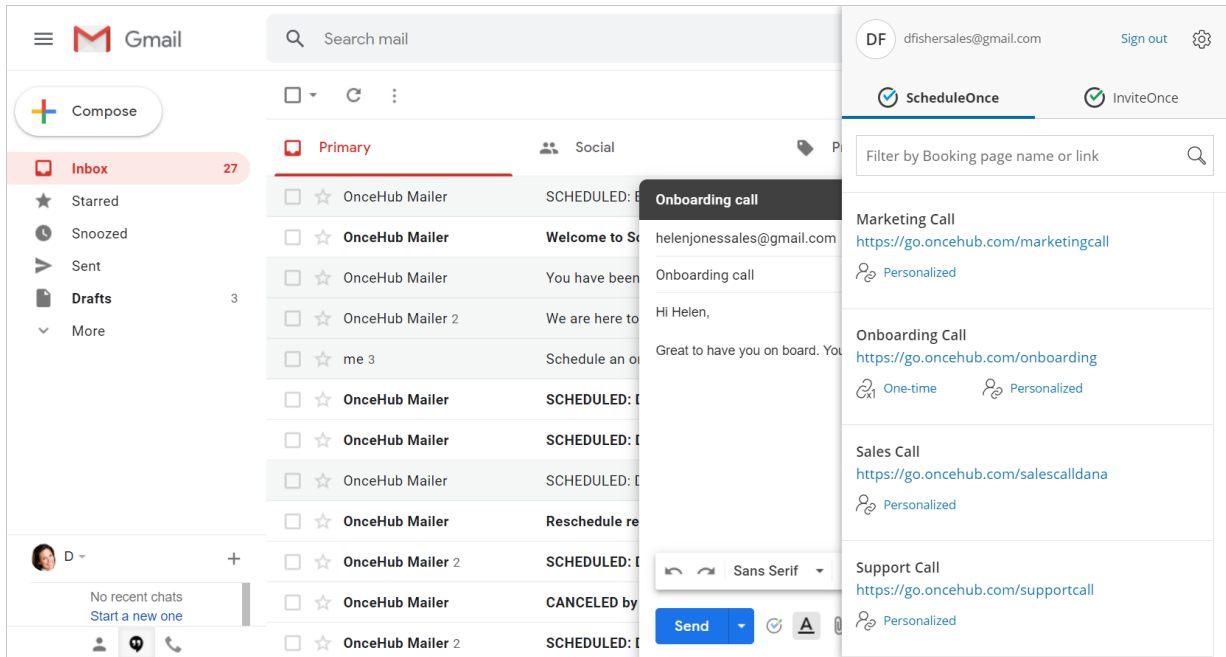 Gmail
Search mail
Compose
Inbox 27
Starred
Snoozed
Sent
Drafts 3
More
D
No recent chats
Start a new one
Primary
Social
OnceHub Mailer SCHEDULED:
OnceHub Mailer Welcome to
OnceHub Mailer You have been
OnceHub Mailer 2 We are here to
me 3 Schedule an
OnceHub Mailer SCHEDULED:
OnceHub Mailer SCHEDULED:
OnceHub Mailer SCHEDULED:
OnceHub Mailer Reschedule
OnceHub Mailer 2 SCHEDULED:
OnceHub Mailer CANCELED by
OnceHub Mailer 2 SCHEDULED:
Onboarding call
helenjonessales@gmail.com
Onboarding call
Hi Helen,
Great to have you on board.
Sans Serif
Send
A
DF dfishersales@gmail.com Sign out
ScheduleOnce InviteOnce
Filter by Booking page name or link
Marketing Call
https://go.oncehub.com/marketingcall
Personalized
Onboarding Call
https://go.oncehub.com/onboarding
x1 One-time Personalized
Sales Call
https://go.oncehub.com/salescalldana
Personalized
Support Call
https://go.oncehub.com/supportcall
Personalized